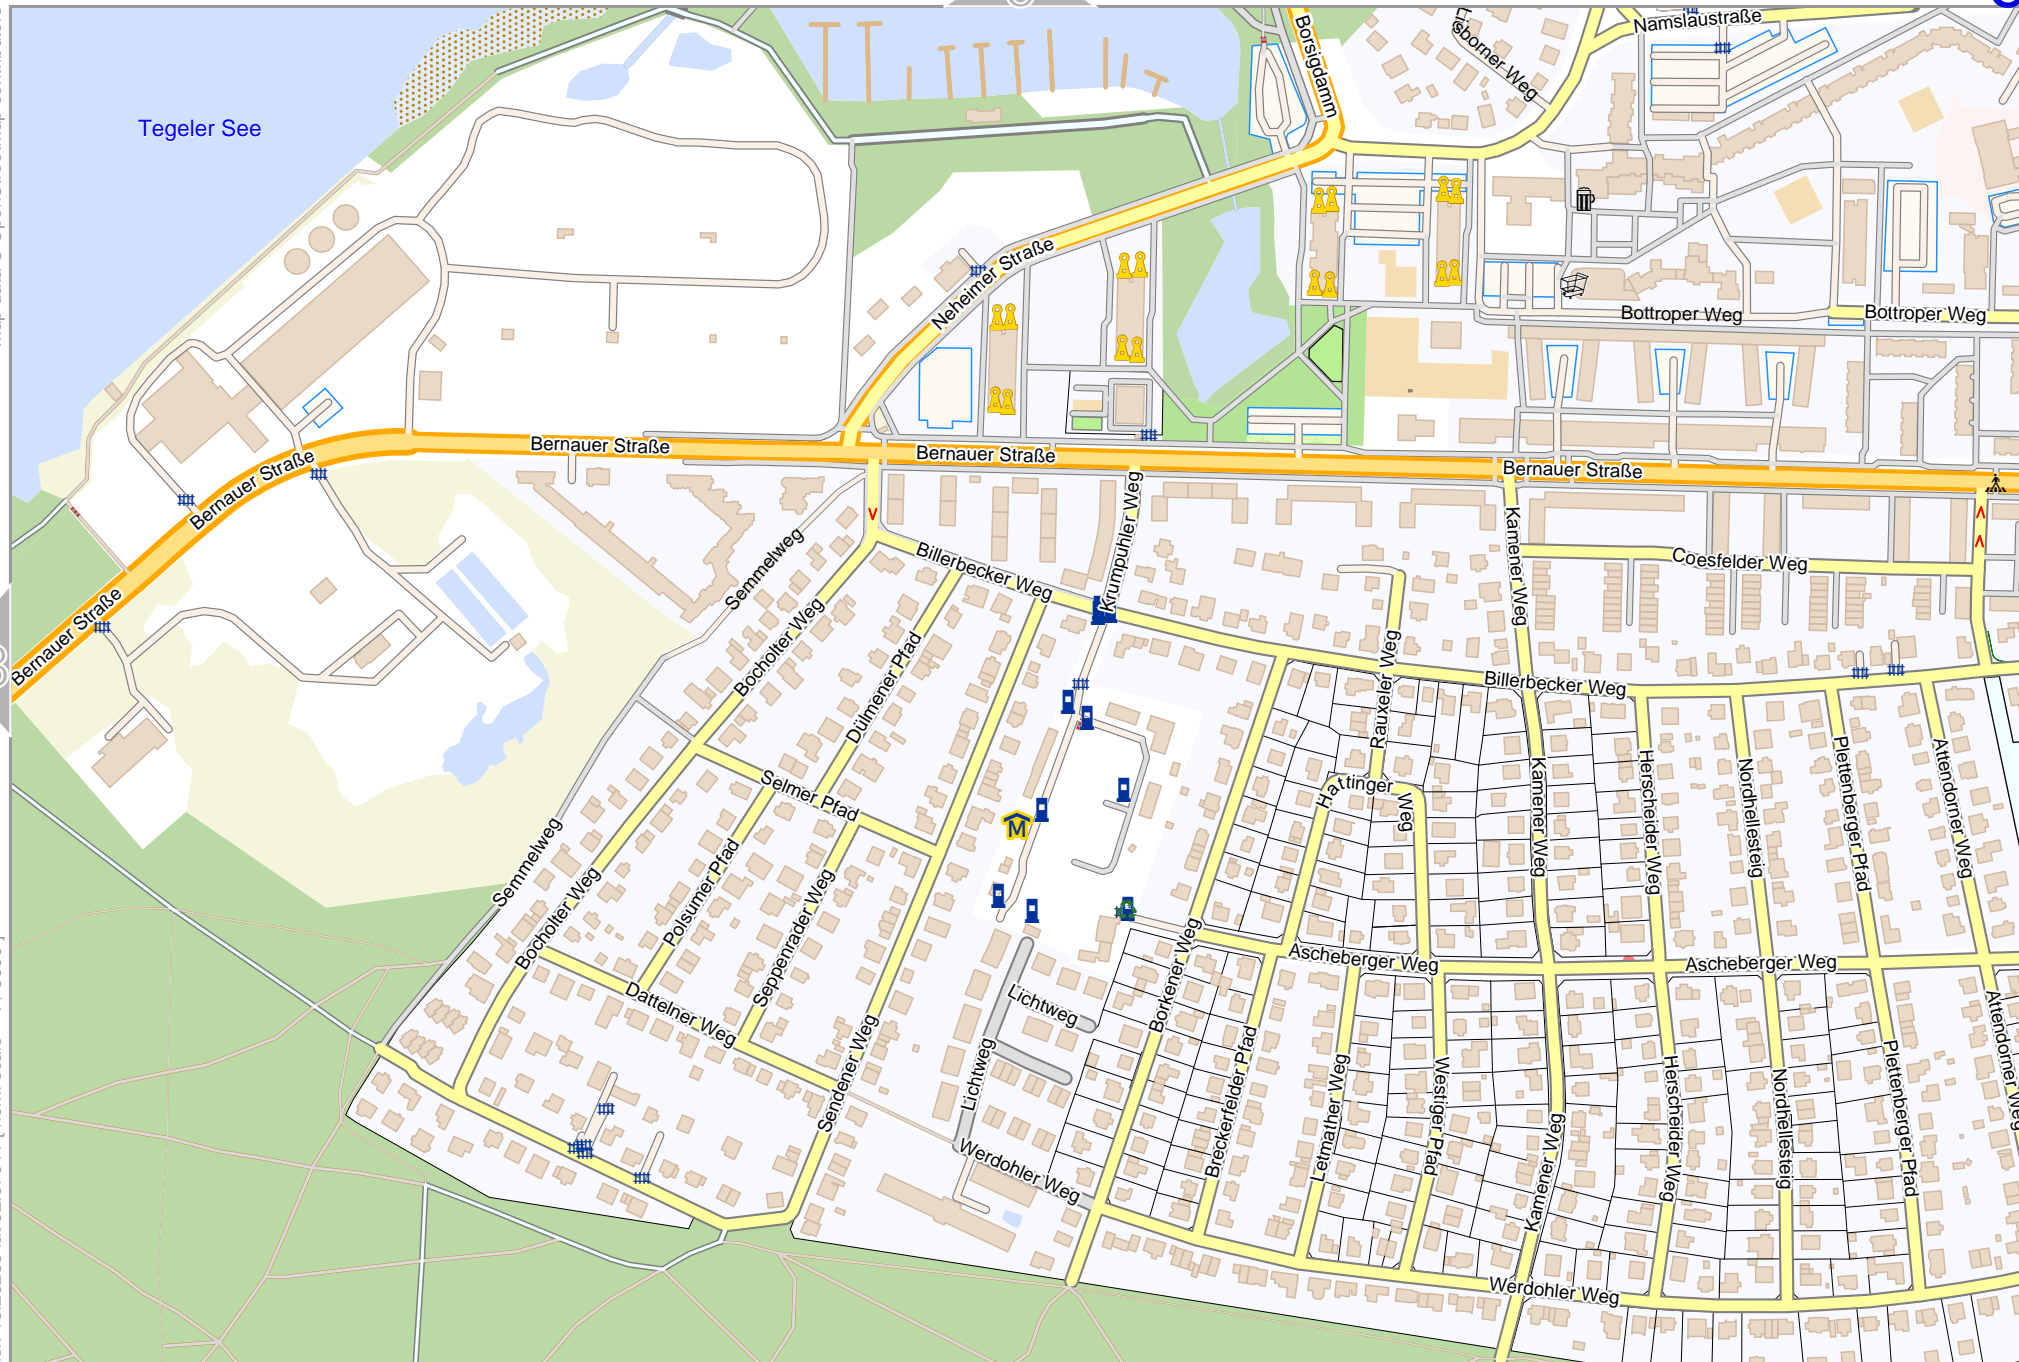 Namslaustraße
Borsigdamm
isborner Weg
Tegeler See
Neheimer Straße
Bottroper Weg
Bottroper Weg
Bernauer Straße
Bernauer Straße
Bernauer Straße
Bernauer Straße
Bernauer Straße
Krumpuhler Weg
Kamener Weg
Coesfelder Weg
Semmelweg
Billerbecker Weg
Bocholter Weg
Dülmener Pfad
Rauxeler Weg
Billerbecker Weg
Selmer Pfad
Hattinger Weg
Kamener Weg
Herscheider Weg
Nordhellesteig
Plettenberger Pfad
Attendorner Weg
M
Semmelweg
Bocholter Weg
Polsumer Pfad
Seppenrader Weg
Borkener Weg
Ascheberger Weg
Ascheberger Weg
Dattelner Weg
Lichtweg
Sendener Weg
Lichtweg
Breckerfelder Pfad
Letmather Weg
Westiger Pfad
Kamener Weg
Herscheider Weg
Nordhellesteig
Plettenberger Pfad
Attendorner Weg
Werdohler Weg
Werdohler Weg